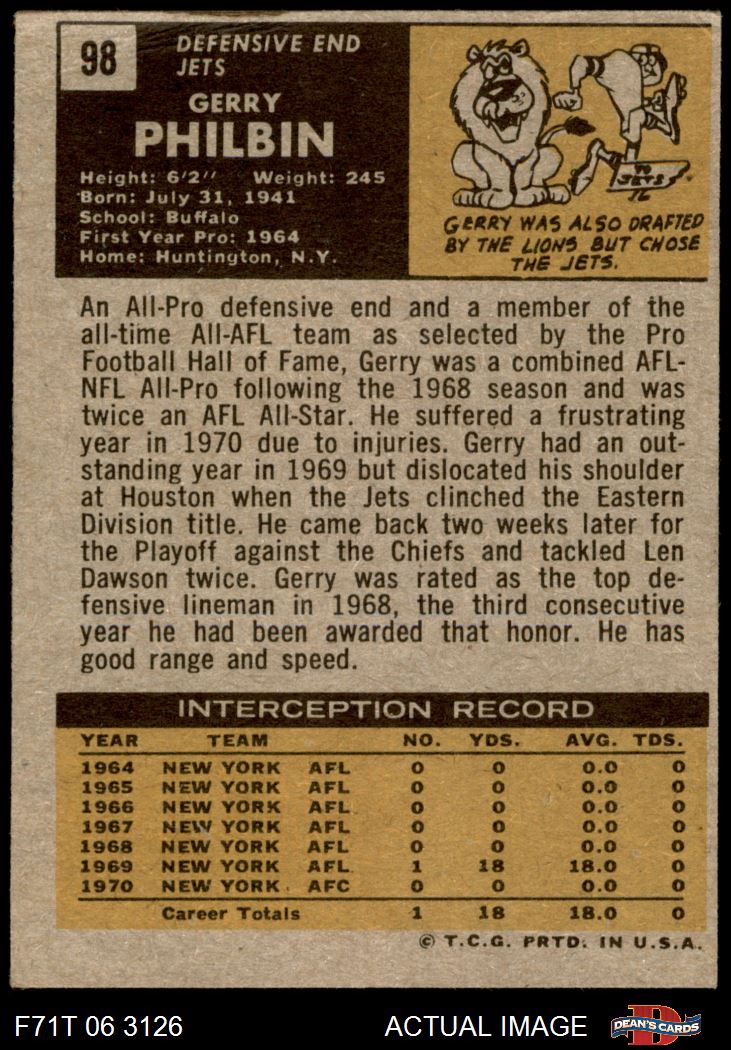 98
DEFENSIVE END
JETS
GERRY
PHILBIN
Height: 6'2" Weight: 245
Born: July 31, 1941
School: Buffalo
First Year Pro: 1964
Home: Huntington, N.Y.
TO
JETS
GERRY WAS ALSO DRAFTED
BY THE LIONS BUT CHOSE
THE JETS.
An All-Pro defensive end and a member of the
all-time All-AFL team as selected by the Pro
Football Hall of Fame, Gerry was a combined AFL-
NFL All-Pro following the 1968 season and was
twice an AFL All-Star. He suffered a frustrating
year in 1970 due to injuries. Gerry had an out-
standing year in 1969 but dislocated his shoulder
at Houston when the Jets clinched the Eastern
Division title. He came back two weeks later for
the Playoff against the Chiefs and tackled Len
Dawson twice. Gerry was rated as the top de-
fensive lineman in 1968, the third consecutive
year he had been awarded that honor. He has
good range and speed.
INTERCEPTION RECORD
YEAR TEAM NO. YDS. AVG. TDS.
1964 NEW YORK AFL 0 0 0.0 0
1965 NEW YORK AFL 0 0 0.0 0
1966 NEW YORK AFL 0 0 0.0 0
1967 NEW YORK AFL 0 0 0.0 0
1968 NEW YORK AFL 0 0 0.0 0
1969 NEW YORK AFL 1 18 18.0 0
1970 NEW YORK AFC 0 0 0.0 0
Career Totals 1 18 18.0 0
© T.C.G. PRTD. IN U.S.A.
F71T 06 3126 ACTUAL IMAGE DEAN'S CARDS